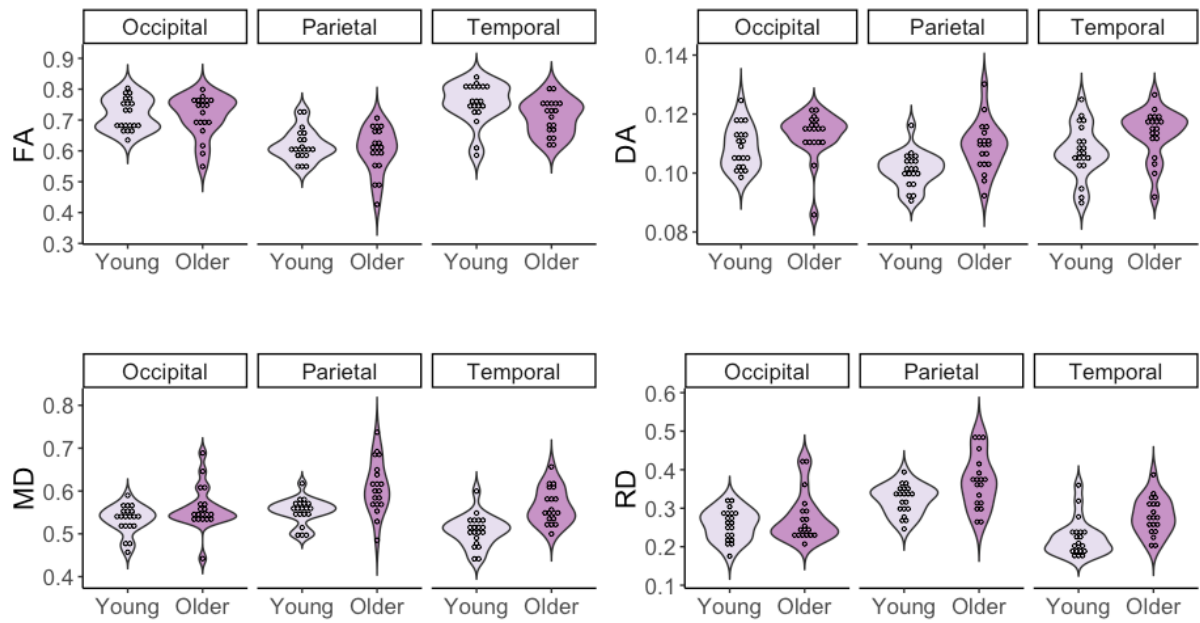 Occipital Parietal Temporal
FA
0.9
0.8
0.7
0.6
0.5
0.4
0.3
Young Older Young Older Young Older
Occipital Parietal Temporal
DA
0.14
0.12
0.10
0.08
Young Older Young Older Young Older
Occipital Parietal Temporal
MD
0.8
0.7
0.6
0.5
0.4
Young Older Young Older Young Older
Occipital Parietal Temporal
RD
0.6
0.5
0.4
0.3
0.2
0.1
Young Older Young Older Young Older